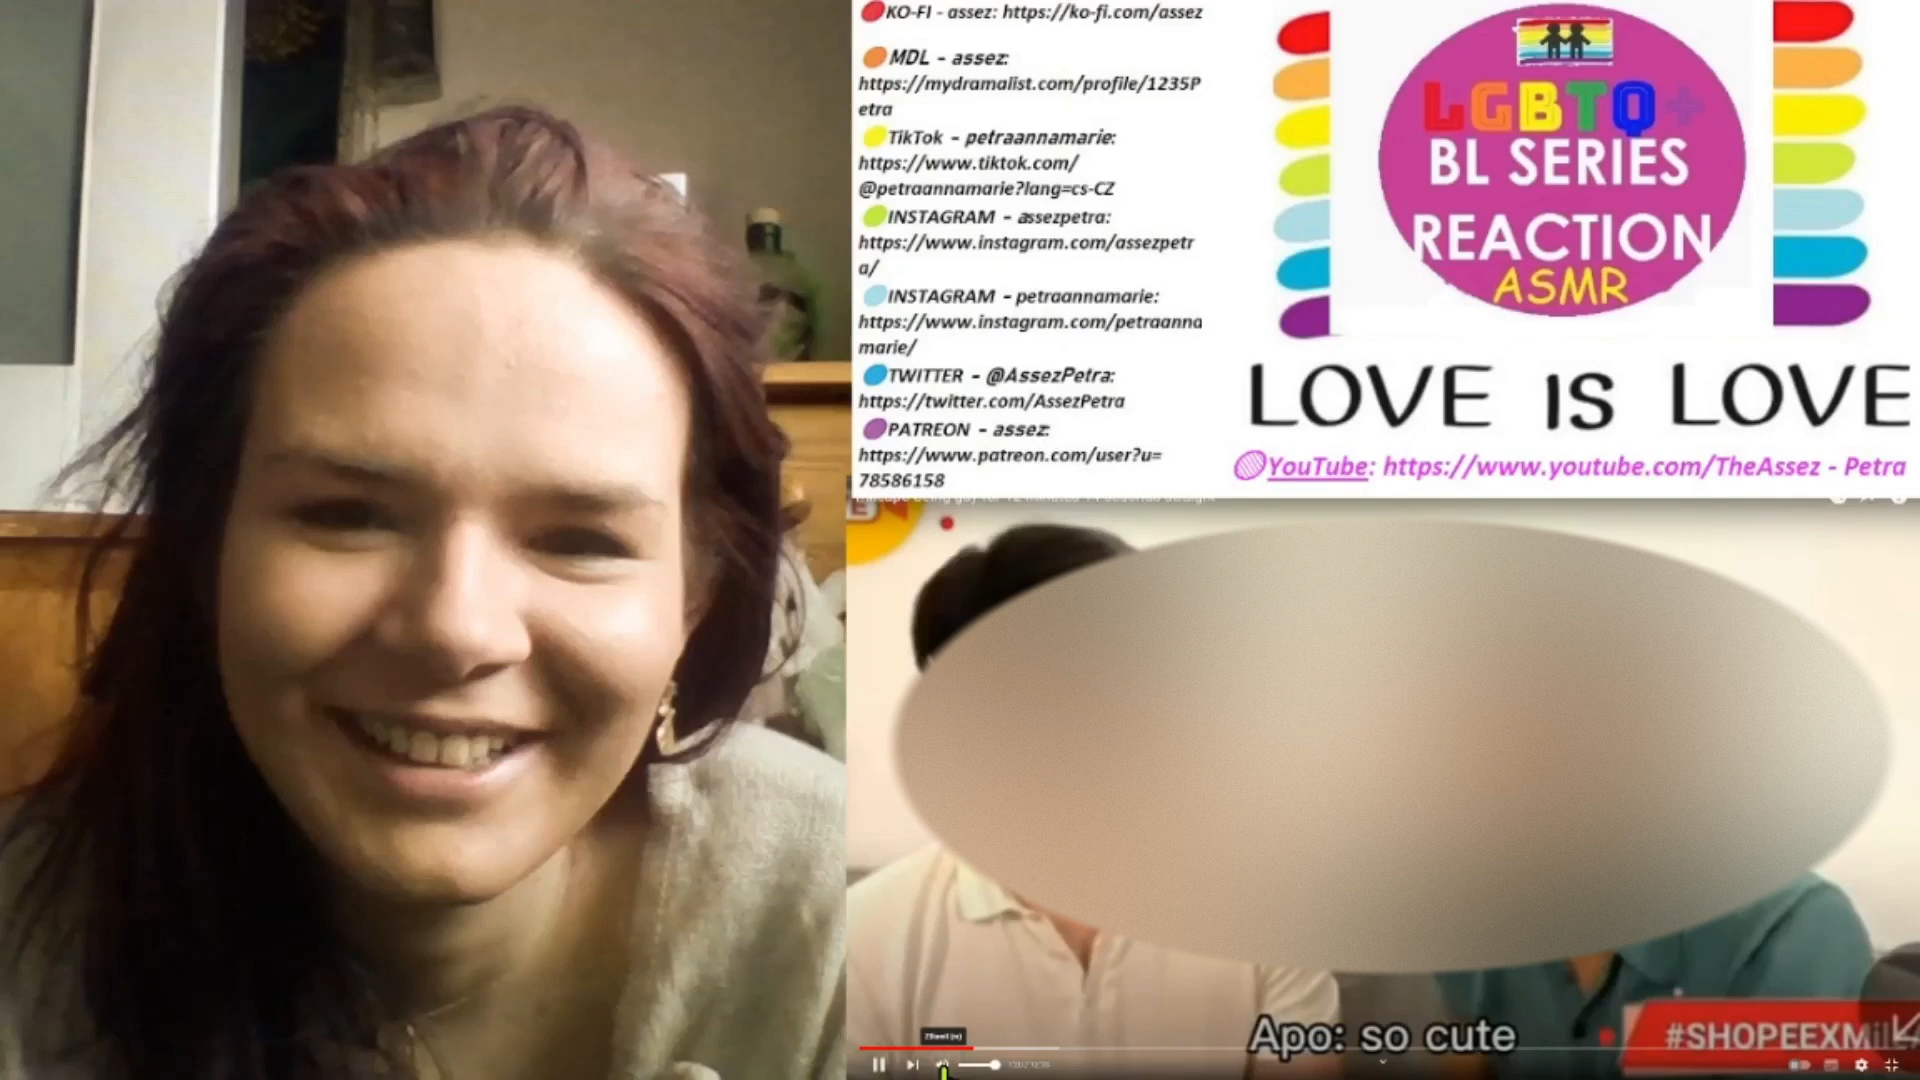 KO-FI - assez: https://ko-fi.com/assez
MDL - assez:
https://mydramalist.com/profile/1235P
etra
TikTok - petraannamarie:
https://www.tiktok.com/
@petraannamarie?lang=cs-CZ
INSTAGRAM - assezpetra:
https://www.instagram.com/assezpetr
a/
INSTAGRAM - petraannamarie:
https://www.instagram.com/petraanna
marie/
TWITTER - @AssezPetra:
https://twitter.com/AssezPetra
PATREON - assez:
https://www.patreon.com/user?u=
78586158
LGBTQ+
BL SERIES
REACTION
ASMR
LOVE IS LOVE
YouTube: https://www.youtube.com/TheAssez - Petra
Apo: so cute